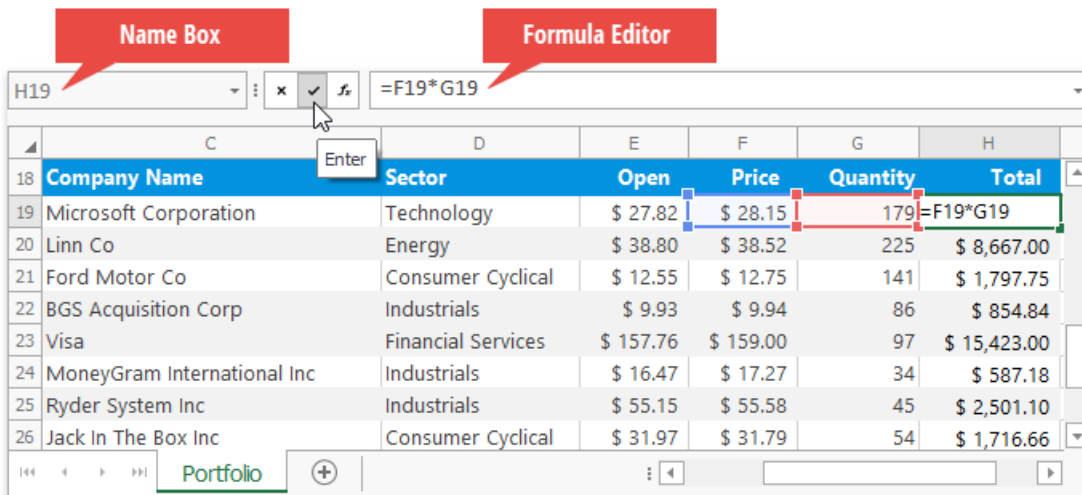 Name Box Formula Editor
H19 fx =F19*G19
C D E F G H
Enter
18 Company Name Sector Open Price Quantity Total
19 Microsoft Corporation Technology $ 27.82 $ 28.15 179 =F19*G19
20 Linn Co Energy $ 38.80 $ 38.52 225 $ 8,667.00
21 Ford Motor Co Consumer Cyclical $ 12.55 $ 12.75 141 $ 1,797.75
22 BGS Acquisition Corp Industrials $ 9.93 $ 9.94 86 $ 854.84
23 Visa Financial Services $ 157.76 $ 159.00 97 $ 15,423.00
24 MoneyGram International Inc Industrials $ 16.47 $ 17.27 34 $ 587.18
25 Ryder System Inc Industrials $ 55.15 $ 55.58 45 $ 2,501.10
26 Jack In The Box Inc Consumer Cyclical $ 31.97 $ 31.79 54 $ 1,716.66
Portfolio